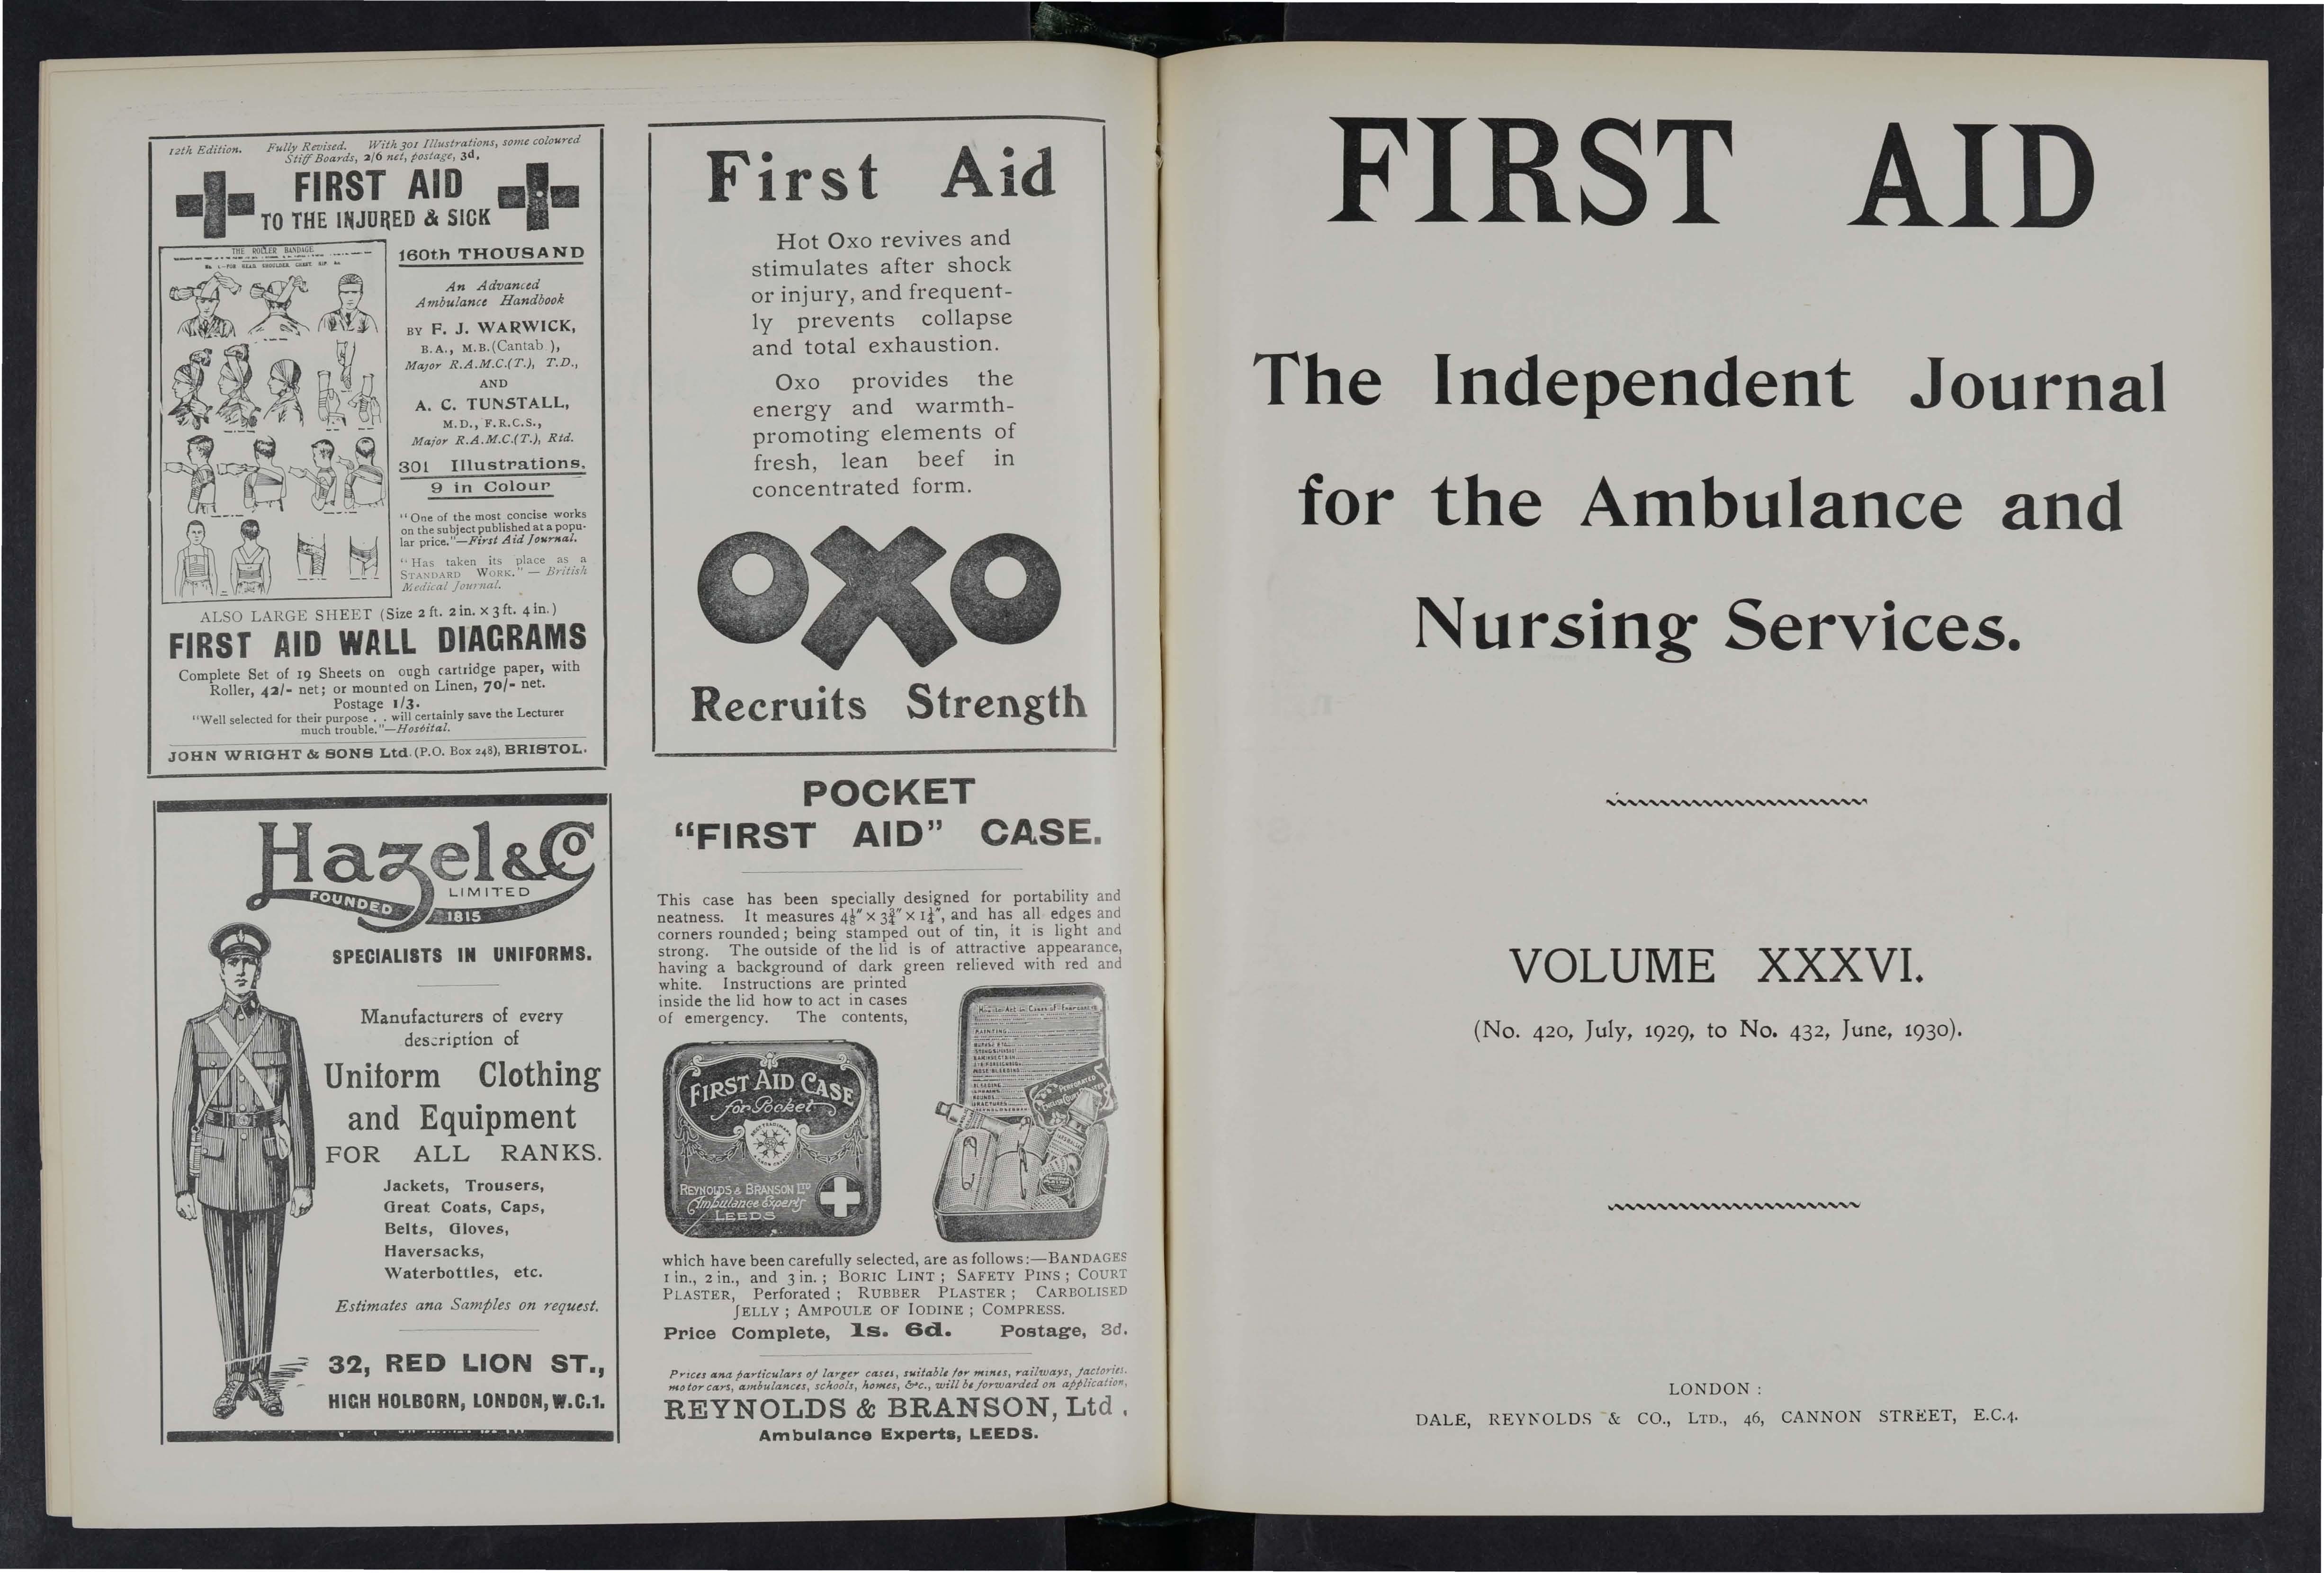 12th Edition. Fully Revised. With 301 Illustrations, some coloured
Stiff Boards, 2/6 net, postage, 3d.
FIRST AID
TO THE INJURED & SICK
THE ROLLER BANDAGE
160th THOUSAND
An Advanced
Ambulance Handbook
BY F. J. WARWICK,
B.A., M.B.(Cantab ),
Major R.A.M.C.(T.), T.D.,
AND
A. C. TUNSTALL,
M.D., F.R.C.S.,
Major R.A.M.C.(T.), Rtd.
301 Illustrations,
9 in Colour
"One of the most concise works
on the subject published at a popu-
lar price."—First Aid Journal.
"Has taken its place as a
STANDARD WORK." — British
Medical Journal.
ALSO LARGE SHEET (Size 2 ft. 2 in. × 3 ft. 4 in.)
FIRST AID WALL DIAGRAMS
Complete Set of 19 Sheets on ough cartridge paper, with
Roller, 42/- net; or mounted on Linen, 70/- net.
Postage 1/3.
"Well selected for their purpose . . will certainly save the Lecturer
much trouble."—Hospital.
JOHN WRIGHT & SONS Ltd. (P.O. Box 248), BRISTOL.
Hazel & Co
LIMITED
FOUNDED 1815
SPECIALISTS IN UNIFORMS.
Manufacturers of every
description of
Uniform Clothing
and Equipment
FOR ALL RANKS.
Jackets, Trousers,
Great Coats, Caps,
Belts, Gloves,
Haversacks,
Waterbottles, etc.
Estimates and Samples on request.
32, RED LION ST.,
HIGH HOLBORN, LONDON, W.C.1.
First Aid
Hot Oxo revives and
stimulates after shock
or injury, and frequent-
ly prevents collapse
and total exhaustion.
Oxo provides the
energy and warmth-
promoting elements of
fresh, lean beef in
concentrated form.
OXO
Recruits Strength
POCKET
"FIRST AID" CASE.
This case has been specially designed for portability and
neatness. It measures 4⅛" × 3¾" × 1¼", and has all edges and
corners rounded; being stamped out of tin, it is light and
strong. The outside of the lid is of attractive appearance,
having a background of dark green relieved with red and
white. Instructions are printed
inside the lid how to act in cases
of emergency. The contents,
FIRST AID CASE
for Pocket
REYNOLDS & BRANSON LTD
Ambulance Experts
LEEDS
How to Act in Cases of Emergency
which have been carefully selected, are as follows:—BANDAGES
1 in., 2 in., and 3 in.; BORIC LINT; SAFETY PINS; COURT
PLASTER, Perforated; RUBBER PLASTER; CARBOLISED
JELLY; AMPOULE OF IODINE; COMPRESS.
Price Complete, 1s. 6d. Postage, 3d.
Prices and particulars of larger cases, suitable for mines, railways, factories.
motor cars, ambulances, schools, homes, &c., will be forwarded on application,
REYNOLDS & BRANSON, Ltd.
Ambulance Experts, LEEDS.
FIRST AID
The Independent Journal
for the Ambulance and
Nursing Services.
VOLUME XXXVI.
(No. 420, July, 1929, to No. 432, June, 1930).
LONDON:
DALE, REYNOLDS & CO., LTD., 46, CANNON STREET, E.C.4.